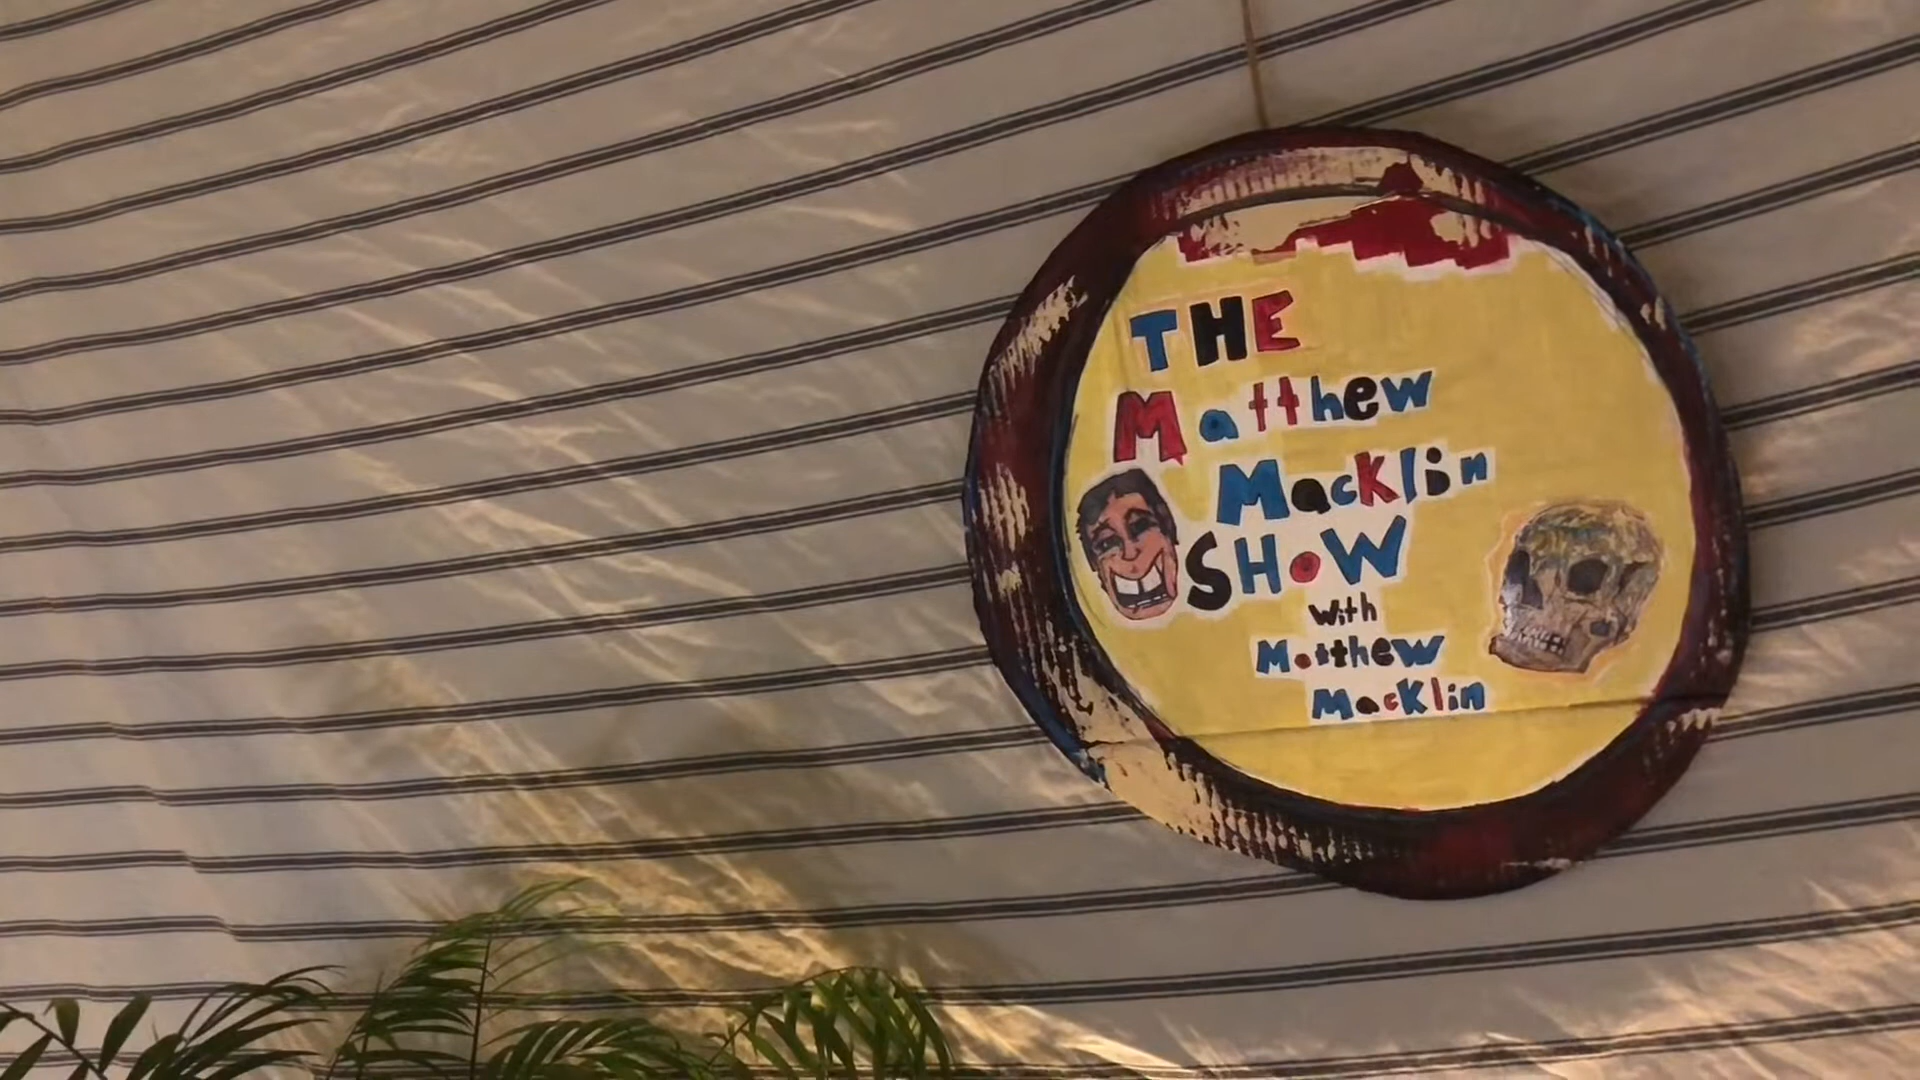 THE
Matthew
Macklin
SHOW
With
Matthew
Macklin